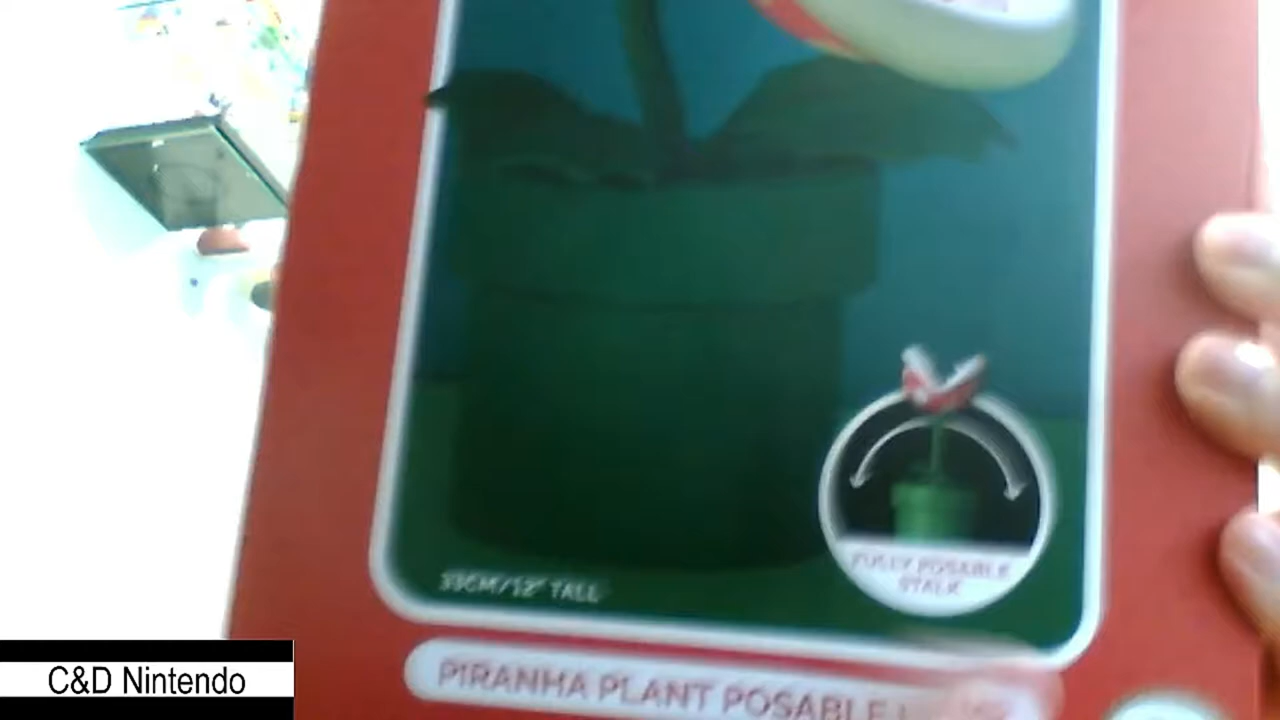 FULLY POSABLE
STALK
33CM/12" TALL
PIRANHA PLANT POSABLE
C&D Nintendo